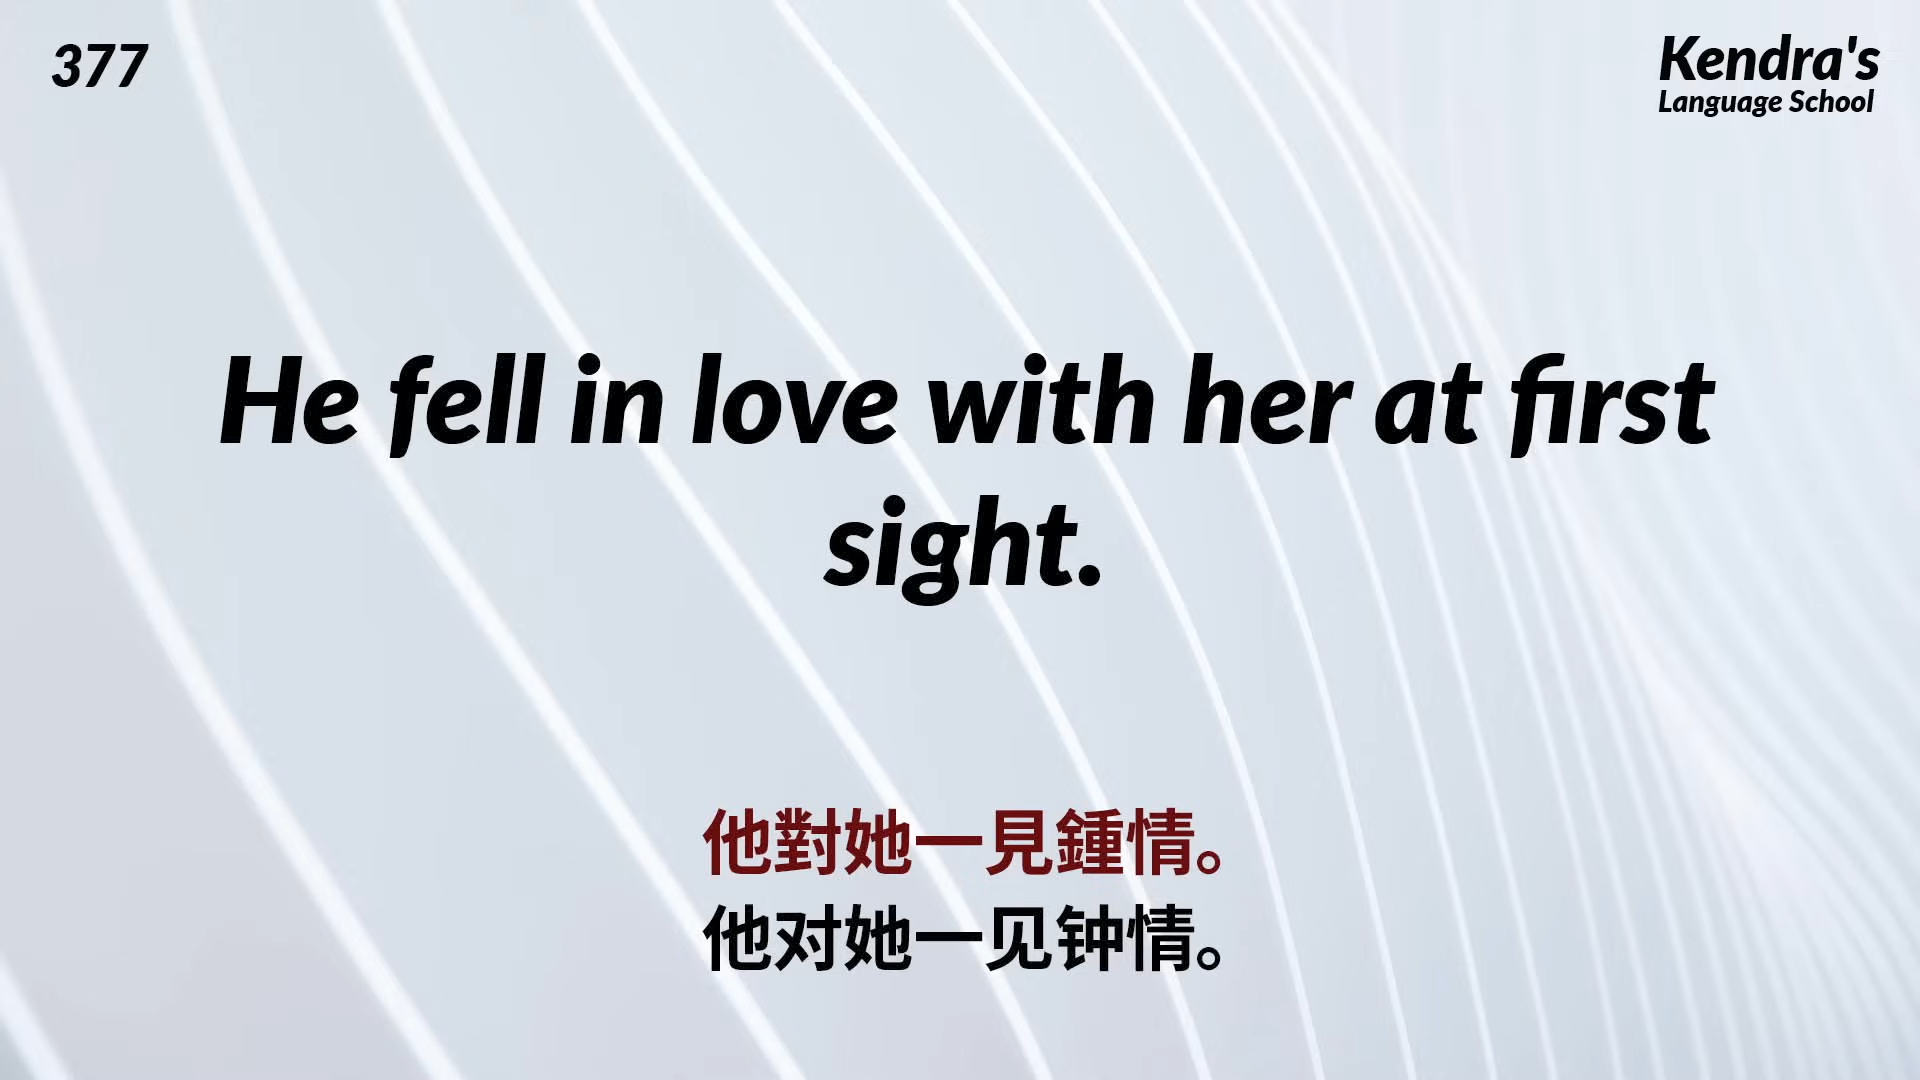 377
Kendra's
Language School
He fell in love with her at first
sight.
他對她一見鍾情。
他对她一见钟情。